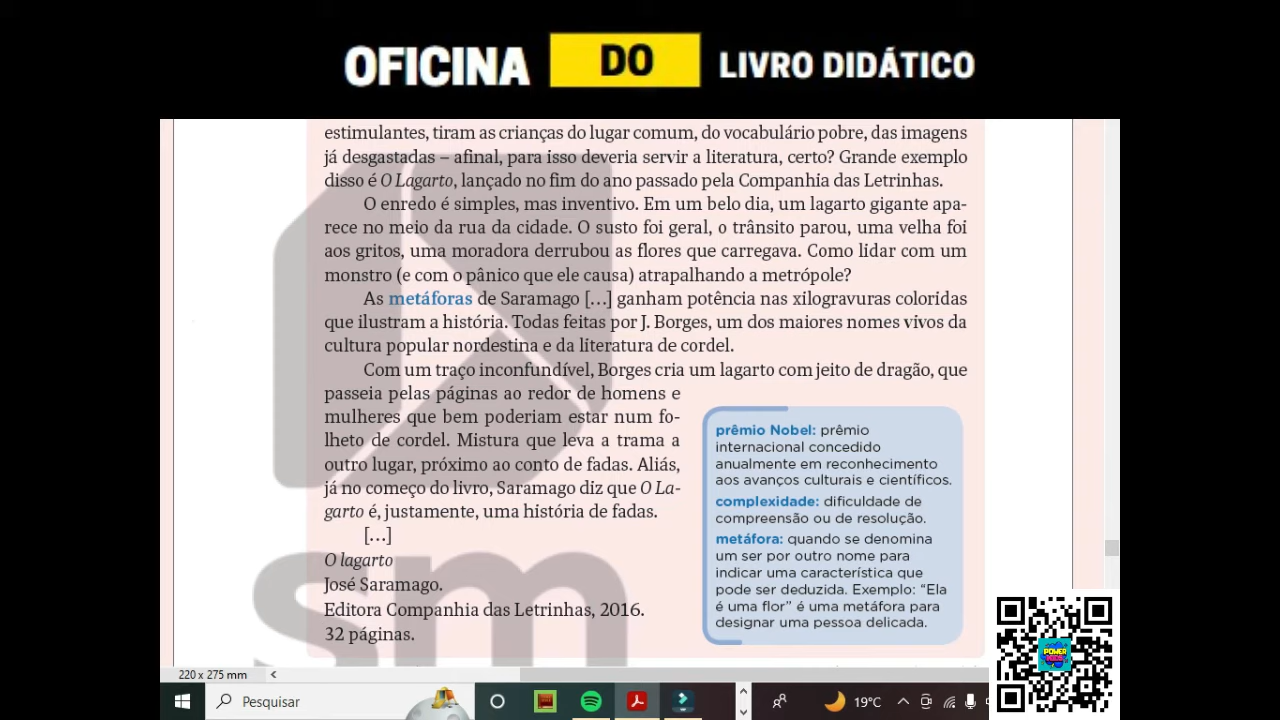 OFICINA DO LIVRO DIDÁTICO
estimulantes, tiram as crianças do lugar comum, do vocabulário pobre, das imagens
já desgastadas – afinal, para isso deveria servir a literatura, certo? Grande exemplo
disso é O Lagarto, lançado no fim do ano passado pela Companhia das Letrinhas.
O enredo é simples, mas inventivo. Em um belo dia, um lagarto gigante apa-
rece no meio da rua da cidade. O susto foi geral, o trânsito parou, uma velha foi
aos gritos, uma moradora derrubou as flores que carregava. Como lidar com um
monstro (e com o pânico que ele causa) atrapalhando a metrópole?
As metáforas de Saramago [...] ganham potência nas xilogravuras coloridas
que ilustram a história. Todas feitas por J. Borges, um dos maiores nomes vivos da
cultura popular nordestina e da literatura de cordel.
Com um traço inconfundível, Borges cria um lagarto com jeito de dragão, que
passeia pelas páginas ao redor de homens e
mulheres que bem poderiam estar num fo-
lheto de cordel. Mistura que leva a trama a
outro lugar, próximo ao conto de fadas. Aliás,
já no começo do livro, Saramago diz que O La-
garto é, justamente, uma história de fadas.
[...]
O lagarto
José Saramago.
Editora Companhia das Letrinhas, 2016.
32 páginas.
prêmio Nobel: prêmio
internacional concedido
anualmente em reconhecimento
aos avanços culturais e científicos.
complexidade: dificuldade de
compreensão ou de resolução.
metáfora: quando se denomina
um ser por outro nome para
indicar uma característica que
pode ser deduzida. Exemplo: “Ela
é uma flor” é uma metáfora para
designar uma pessoa delicada.
sm
220 x 275 mm
Pesquisar
19°C
POWER